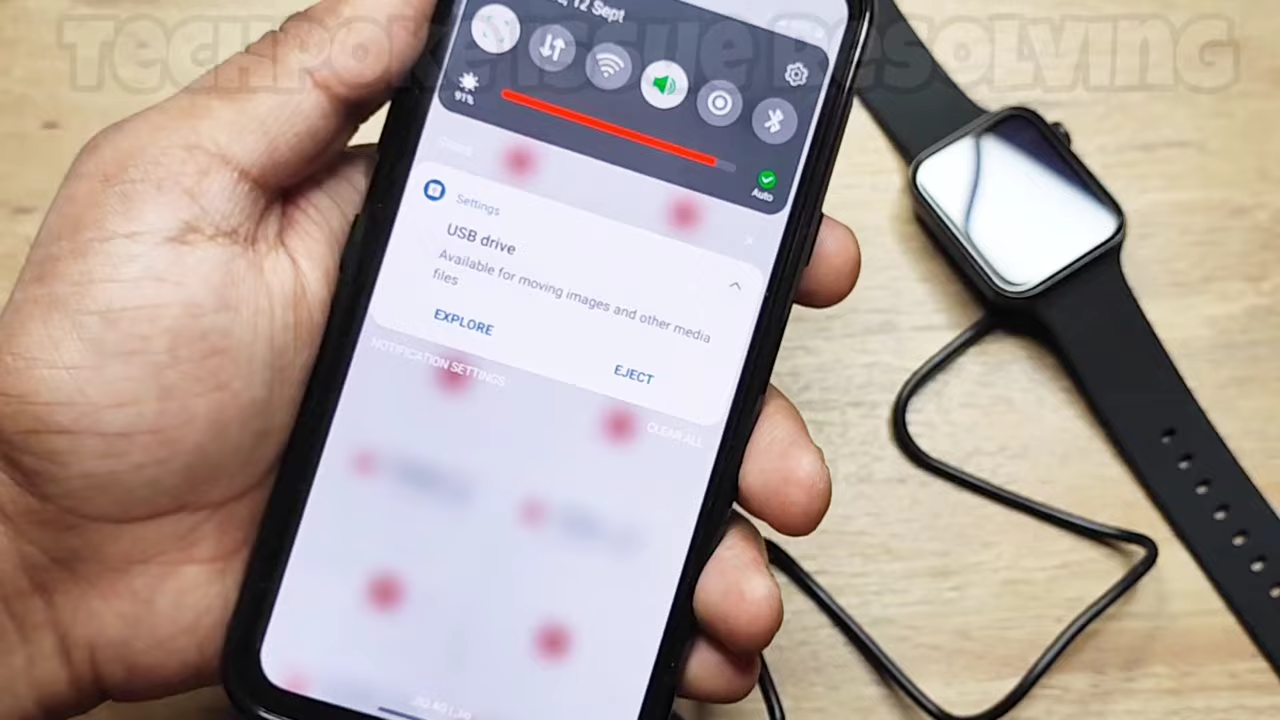 TECHPOKE ISSUE RESOLVING
12 Sept
91%
Auto
Settings
USB drive
Available for moving images and other media
files
EXPLORE
EJECT
NOTIFICATION SETTINGS
CLEAR ALL